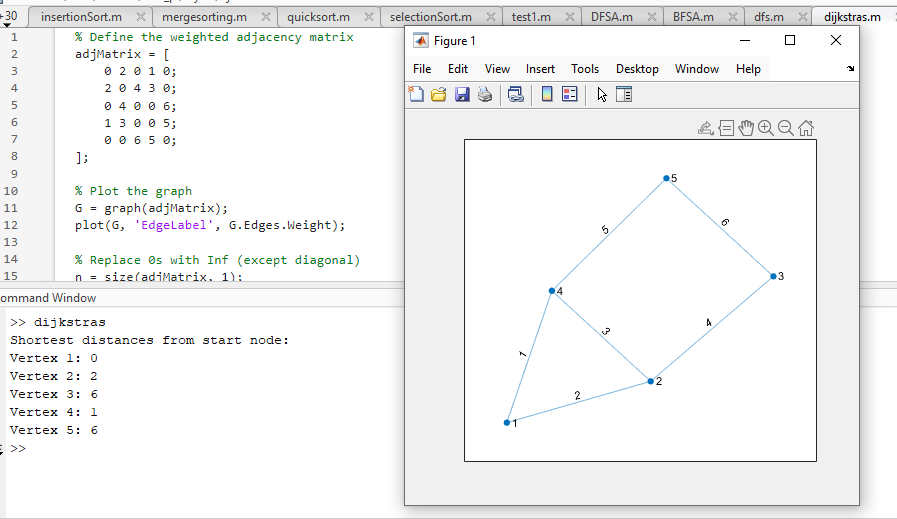 +30 insertionSort.m mergesorting.m quicksort.m selectionSort.m test1.m DFSA.m BFSA.m dfs.m dijkstras.m
1 % Define the weighted adjacency matrix
2 adjMatrix = [
3 0 2 0 1 0;
4 2 0 4 3 0;
5 0 4 0 0 6;
6 1 3 0 0 5;
7 0 0 6 5 0;
8 ];
9
10 % Plot the graph
11 G = graph(adjMatrix);
12 plot(G, 'EdgeLabel', G.Edges.Weight);
13
14 % Replace 0s with Inf (except diagonal)
15 n = size(adjMatrix, 1);
ommand Window
>> dijkstras
Shortest distances from start node:
Vertex 1: 0
Vertex 2: 2
Vertex 3: 6
Vertex 4: 1
Vertex 5: 6
>>
Figure 1
File Edit View Insert Tools Desktop Window Help
5
5
6
3
4
3
4
1
2
2
1